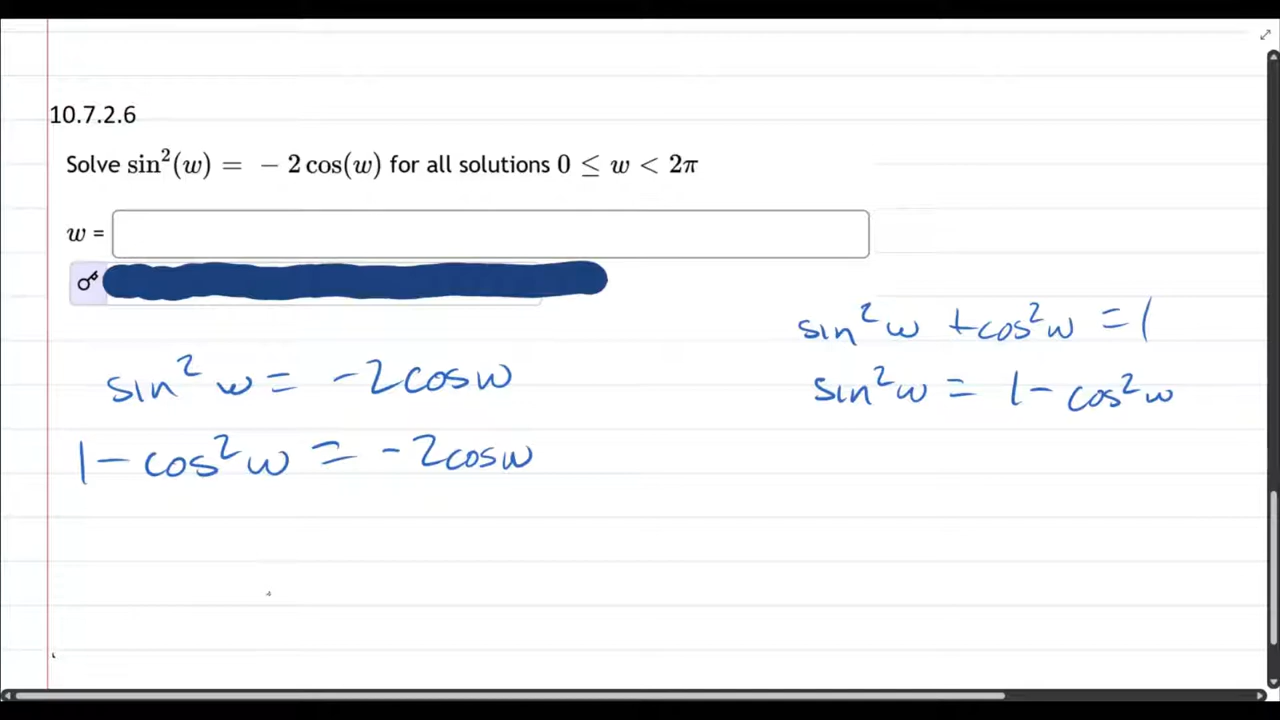 10.7.2.6
Solve sin²(w) = − 2 cos(w) for all solutions 0 ≤ w < 2π
w =
sin²w + cos²w = 1
sin²w = -2cosw
sin²w = 1 - cos²w
1 - cos²w = -2cosw